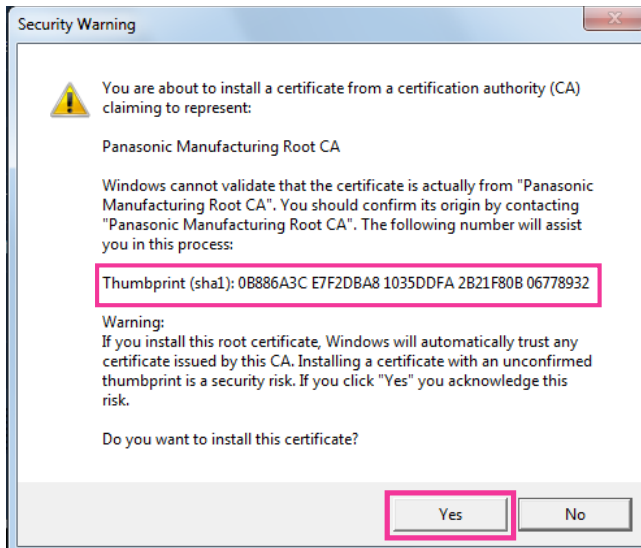 Security Warning
You are about to install a certificate from a certification authority (CA)
claiming to represent:
Panasonic Manufacturing Root CA
Windows cannot validate that the certificate is actually from "Panasonic
Manufacturing Root CA". You should confirm its origin by contacting
"Panasonic Manufacturing Root CA". The following number will assist
you in this process:
Thumbprint (sha1): 0B886A3C E7F2DBA8 1035DDFA 2B21F80B 06778932
Warning:
If you install this root certificate, Windows will automatically trust any
certificate issued by this CA. Installing a certificate with an unconfirmed
thumbprint is a security risk. If you click "Yes" you acknowledge this
risk.
Do you want to install this certificate?
Yes
No